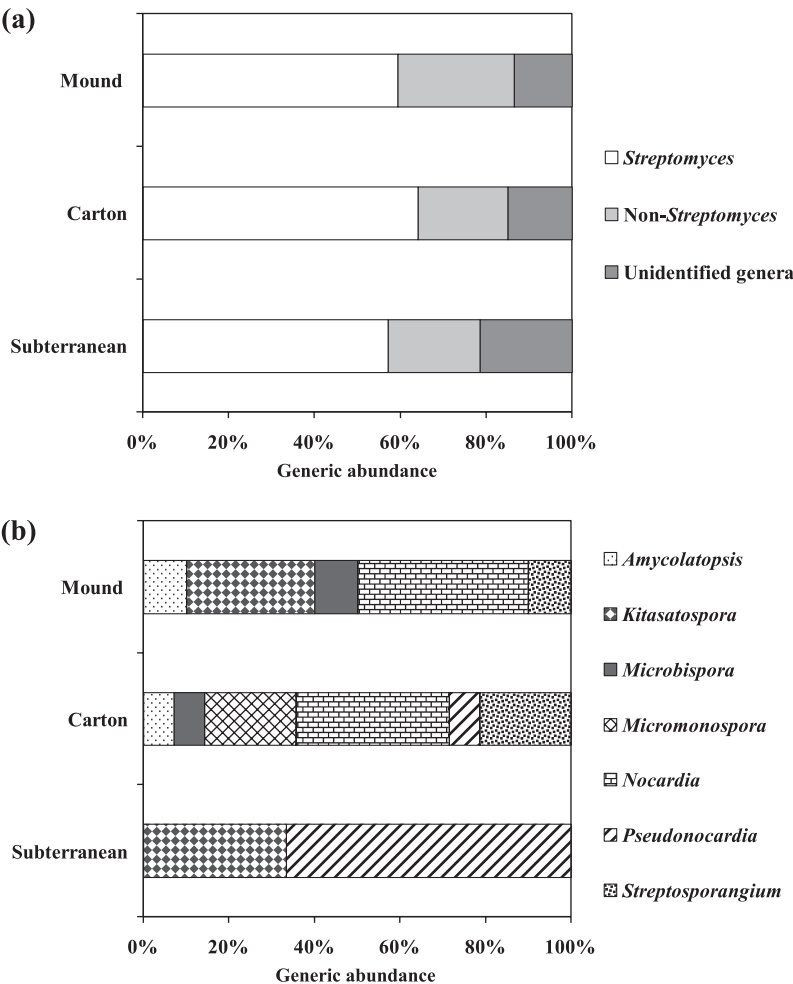 (a)
Mound
Carton
Subterranean
0% 20% 40% 60% 80% 100%
Generic abundance
Streptomyces
Non-Streptomyces
Unidentified genera
(b)
Mound
Carton
Subterranean
0% 20% 40% 60% 80% 100%
Generic abundance
Amycolatopsis
Kitasatospora
Microbispora
Micromonospora
Nocardia
Pseudonocardia
Streptosporangium